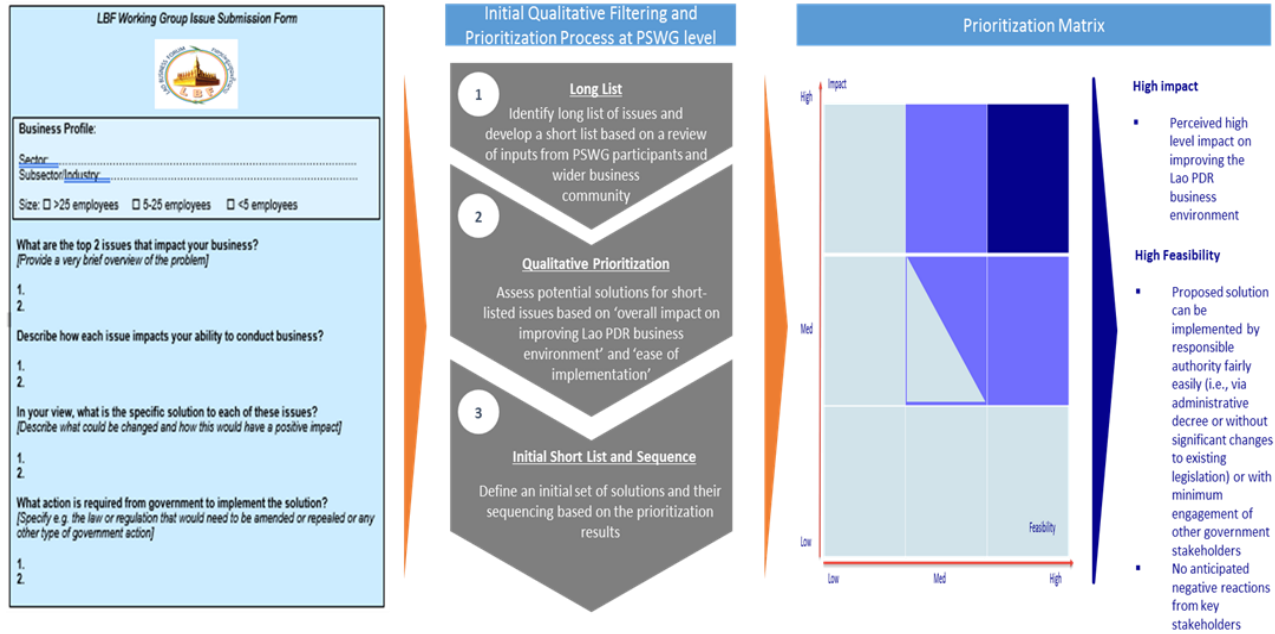 LBF Working Group Issue Submission Form
LAO BUSINESS FORUM
LBF
Business Profile:
Sector:
Subsector/Industry:
Size: ☐ >25 employees ☐ 5-25 employees ☐ <5 employees
What are the top 2 issues that impact your business?
[Provide a very brief overview of the problem]
1.
2.
Describe how each issue impacts your ability to conduct business?
1.
2.
In your view, what is the specific solution to each of these issues?
[Describe what could be changed and how this would have a positive impact]
1.
2.
What action is required from government to implement the solution?
[Specify e.g. the law or regulation that would need to be amended or repealed or any
other type of government action]
1.
2.
Initial Qualitative Filtering and
Prioritization Process at PSWG level
1
Long List
Identify long list of issues and
develop a short list based on a review
of inputs from PSWG participants and
wider business
community
2
Qualitative Prioritization
Assess potential solutions for short-
listed issues based on ‘overall impact on
improving Lao PDR business
environment’ and ‘ease of
implementation’
3
Initial Short List and Sequence
Define an initial set of solutions and their
sequencing based on the prioritization
results
Prioritization Matrix
Impact
High
Med
Low
Feasibility
Low
Med
High
High impact
▪ Perceived high
level impact on
improving the
Lao PDR
business
environment
High Feasibility
▪ Proposed solution
can be
implemented by
responsible
authority fairly
easily (i.e., via
administrative
decree or without
significant changes
to existing
legislation) or with
minimum
engagement of
other government
stakeholders
▪ No anticipated
negative reactions
from key
stakeholders